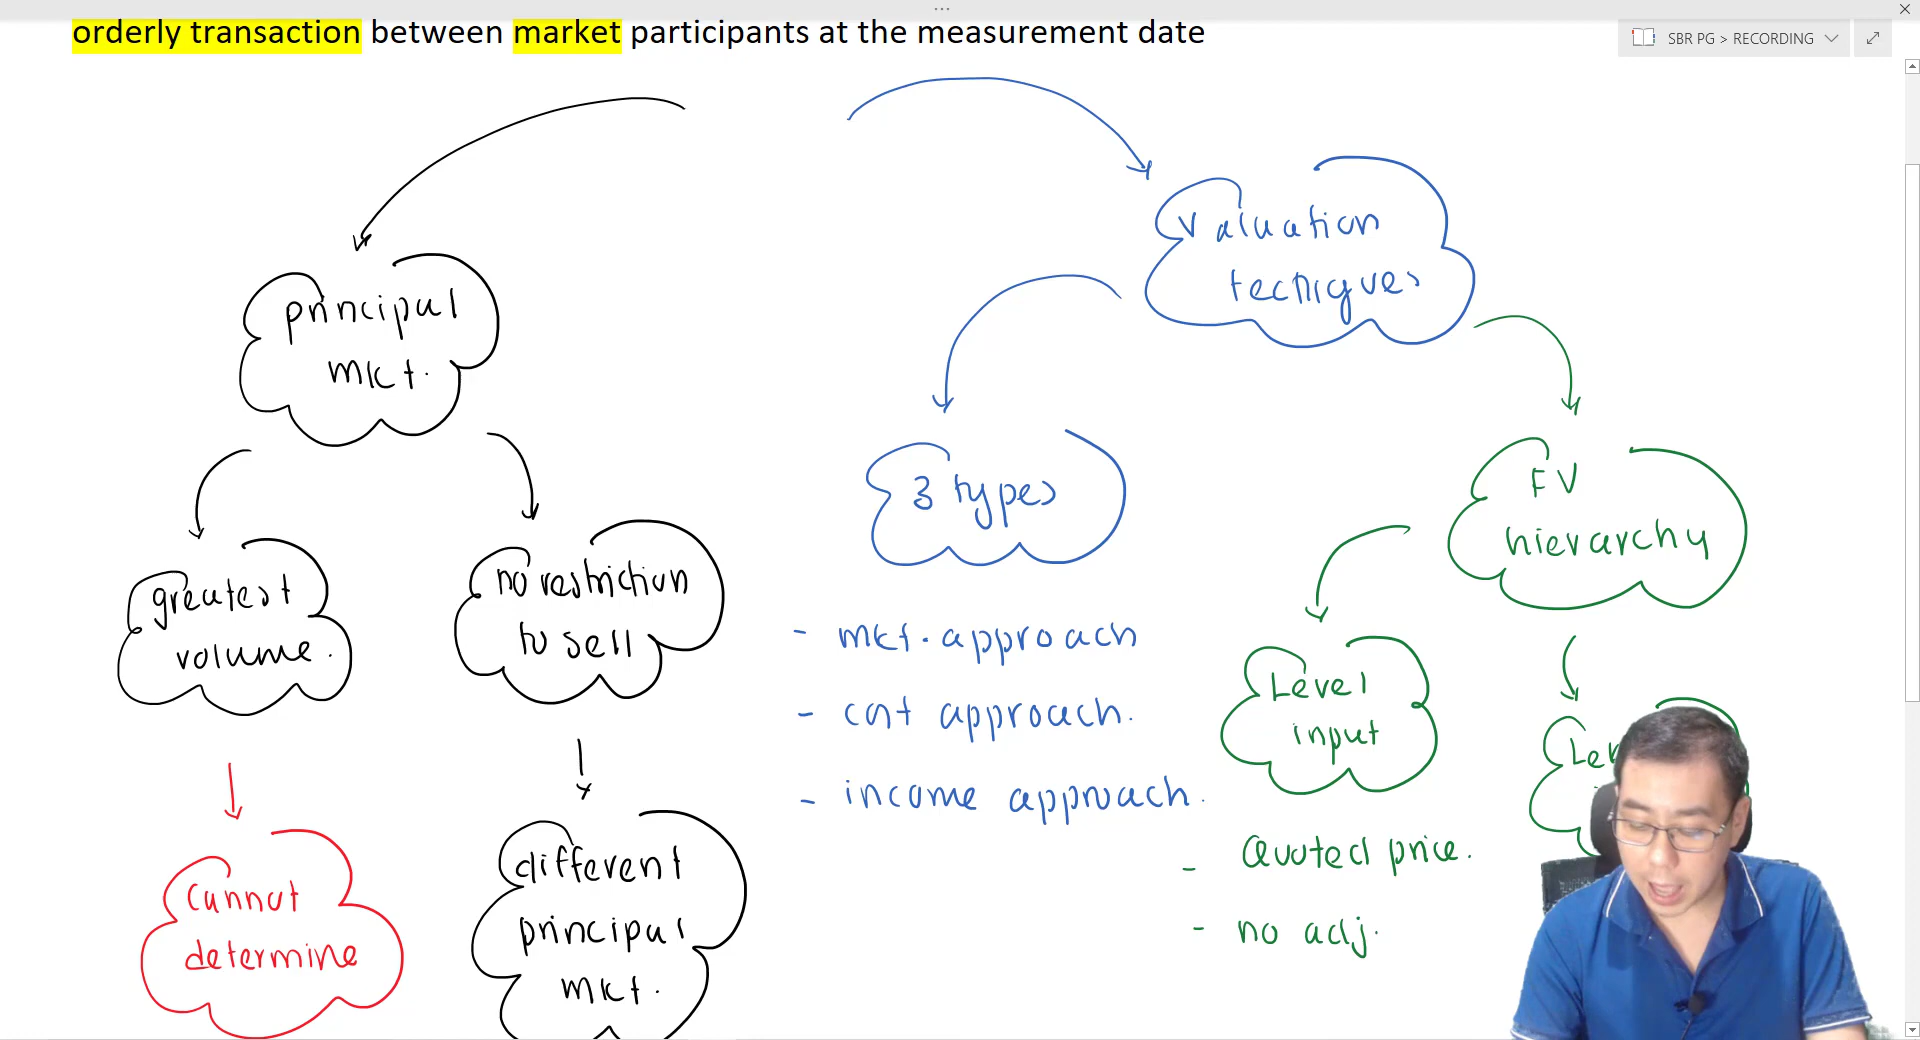 orderly transaction between market participants at the measurement date
SBR PG > RECORDING
principal
mkt.
greatest
volume.
cannot
determine
no restriction
to sell
different
principal
mkt.
valuation
techniques
3 types
- mkt. approach
- cost approach.
- income approach.
FV
hierarchy
Level
input
- Quoted price.
- no adj.